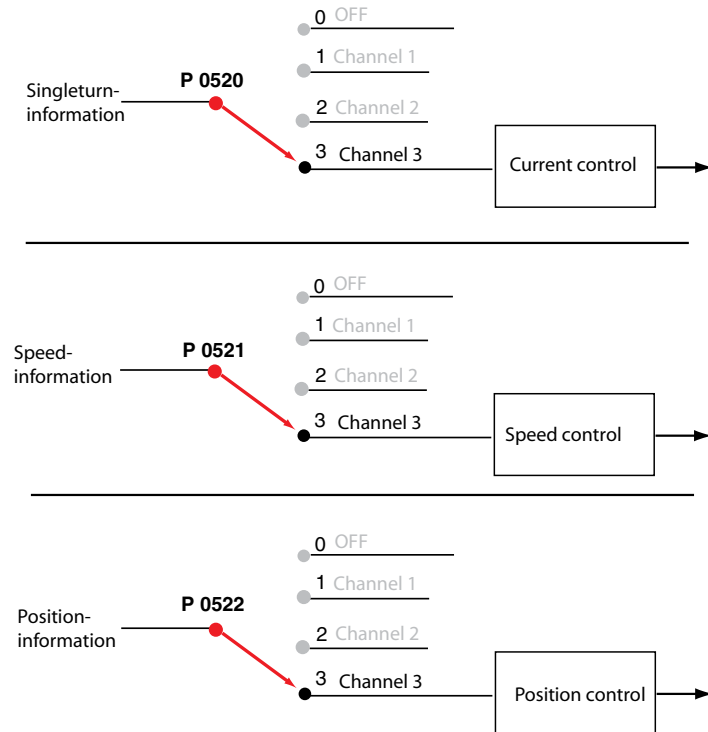 0 OFF
1 Channel 1
P 0520
Singleturn-
information
2 Channel 2
3 Channel 3
Current control
0 OFF
1 Channel 1
P 0521
Speed-
information
2 Channel 2
3 Channel 3
Speed control
0 OFF
1 Channel 1
P 0522
Position-
information
2 Channel 2
3 Channel 3
Position control